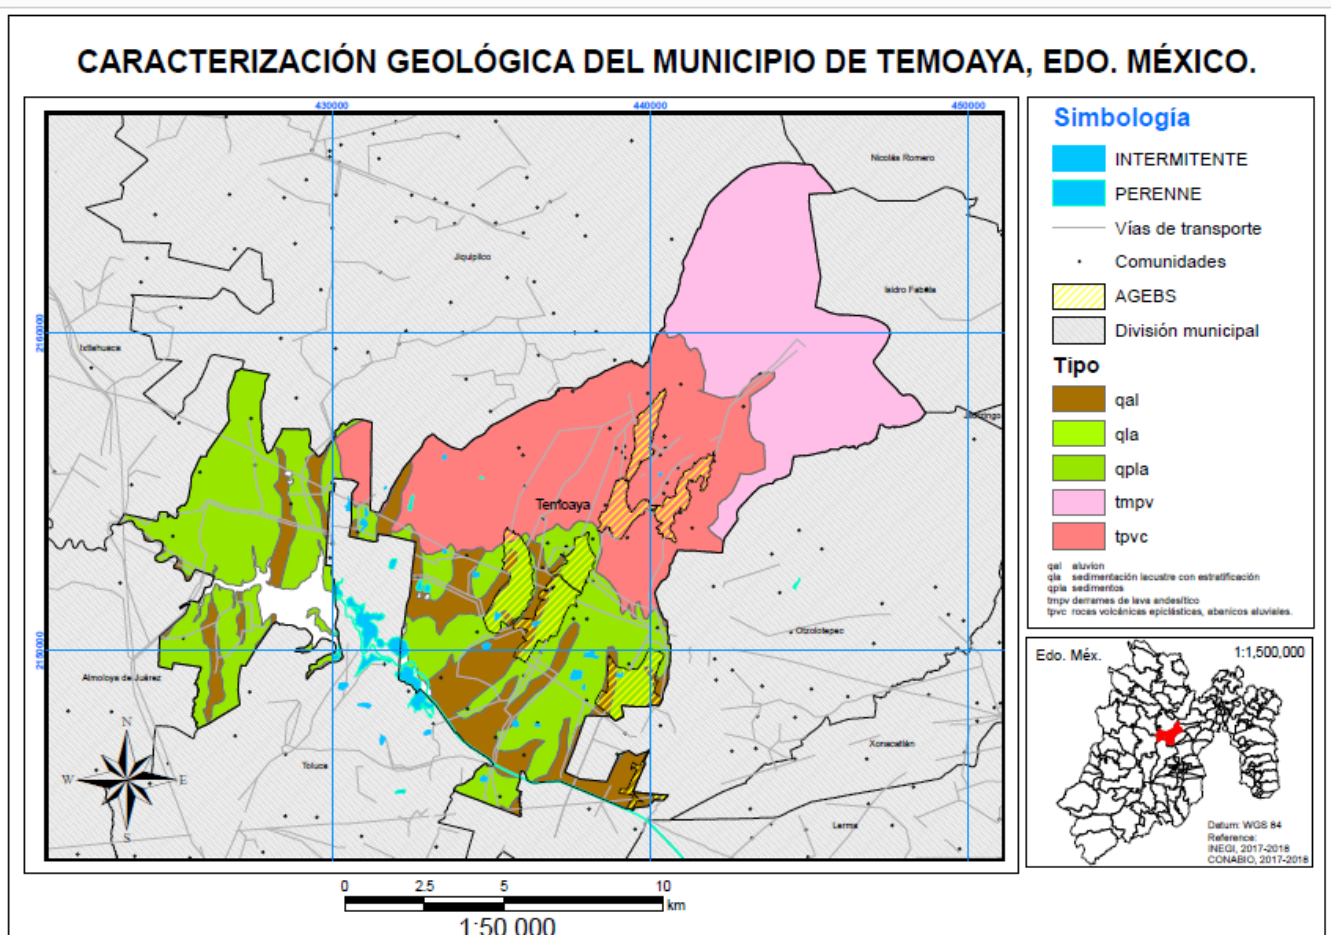 CARACTERIZACIÓN GEOLÓGICA DEL MUNICIPIO DE TEMOAYA, EDO. MÉXICO.
430000
440000
450000
Nicolás Romero
Jiquipilco
Isidro Fabela
2160000
Ixtlahuaca
Temoaya
Otzolotepec
2150000
Almoloya de Juárez
Xonacatlán
Toluca
Lerma
N
W
E
S
Simbología
INTERMITENTE
PERENNE
Vías de transporte
Comunidades
AGEBS
División municipal
Tipo
qal
qla
qpla
tmpv
tpvc
qal aluvion
qla sedimentación lacustre con estratificación
qpla sedimentos
tmpv derrames de lava andesítico
tpvc rocas volcánicas epiclásticas, abanicos aluviales.
Edo. Méx.
1:1,500,000
Datum: WGS 84
Reference:
INEGI, 2017-2018
CONABIO, 2017-2018
0
2.5
5
10
km
1:50 000